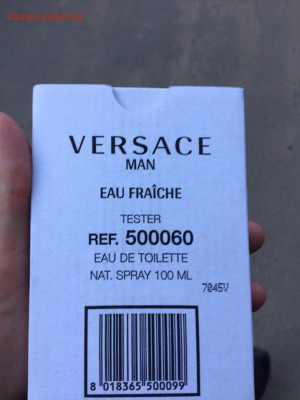 VERSACE
MAN
EAU FRAÎCHE
TESTER
REF. 500060
EAU DE TOILETTE
NAT. SPRAY 100 ML
7045V
8 018365 500099